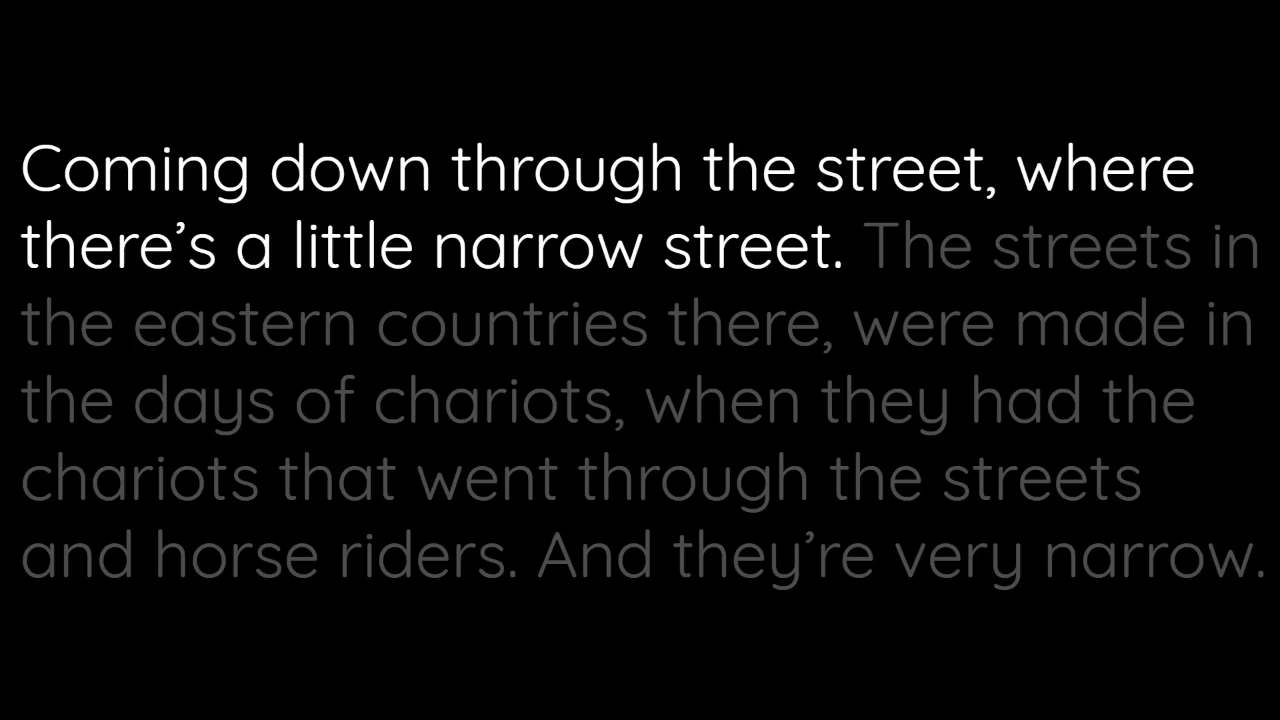 Coming down through the street, where
there’s a little narrow street. The streets in
the eastern countries there, were made in
the days of chariots, when they had the
chariots that went through the streets
and horse riders. And they’re very narrow.